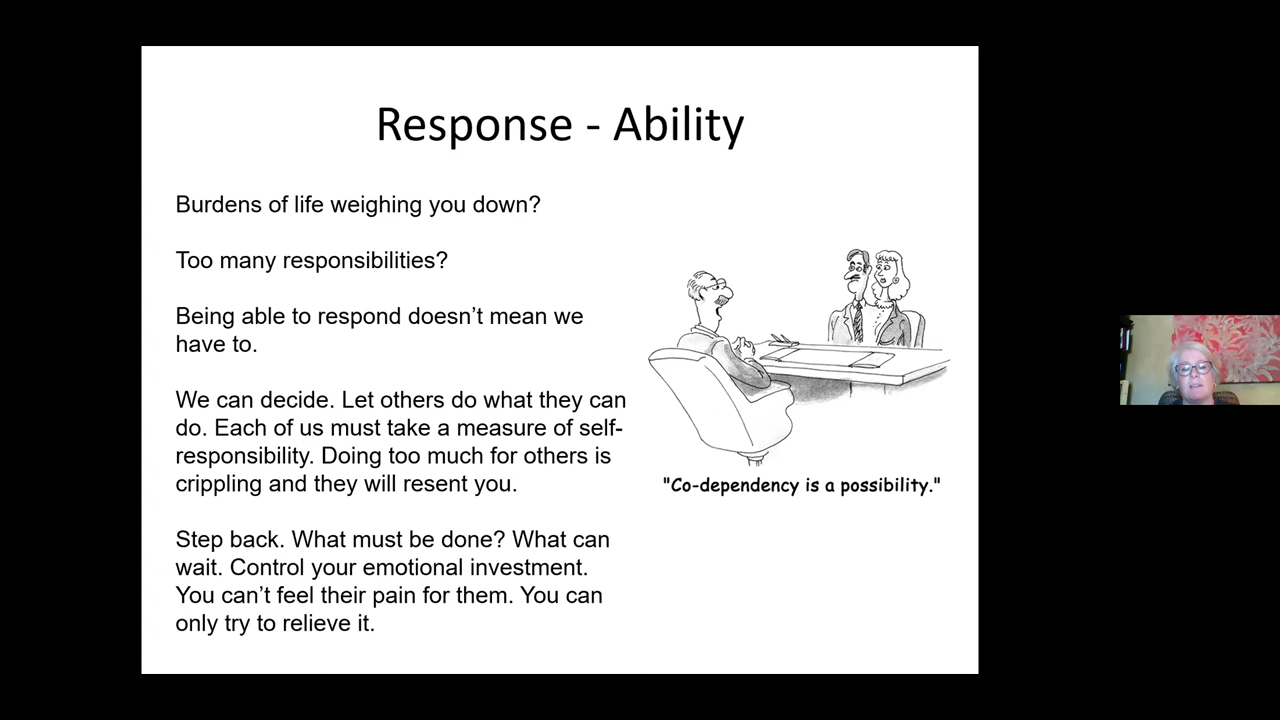 Response - Ability
Burdens of life weighing you down?
Too many responsibilities?
Being able to respond doesn’t mean we
have to.
We can decide. Let others do what they can
do. Each of us must take a measure of self-
responsibility. Doing too much for others is
crippling and they will resent you.
Step back. What must be done? What can
wait. Control your emotional investment.
You can’t feel their pain for them. You can
only try to relieve it.
"Co-dependency is a possibility."